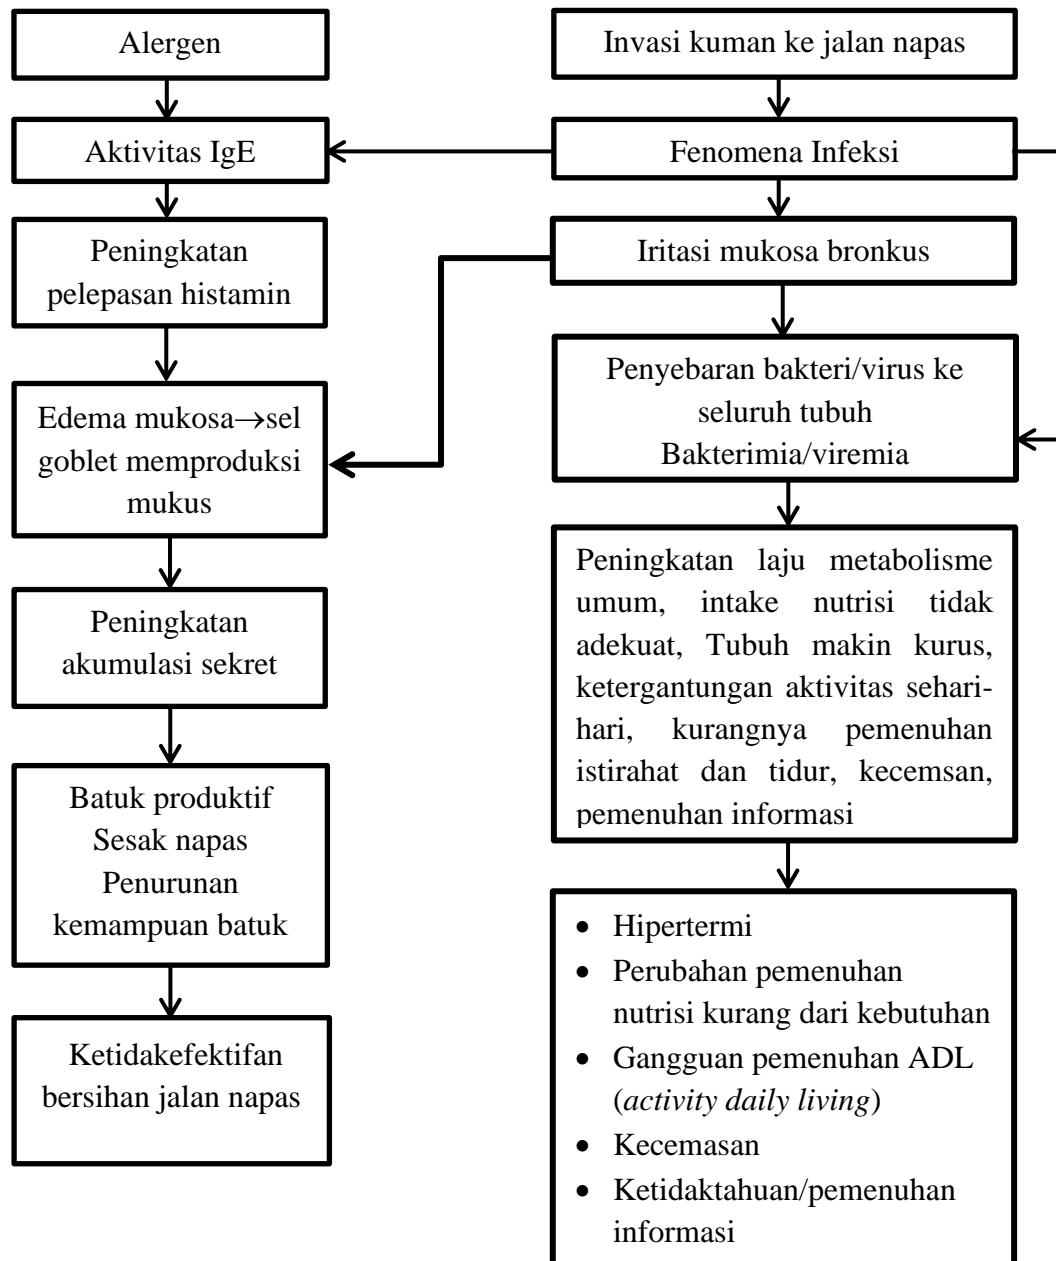 Alergen
Aktivitas IgE
Peningkatan
pelepasan histamin
Edema mukosa→sel
goblet memproduksi
mukus
Peningkatan
akumulasi sekret
Batuk produktif
Sesak napas
Penurunan
kemampuan batuk
Ketidakefektifan
bersihan jalan napas
Invasi kuman ke jalan napas
Fenomena Infeksi
Iritasi mukosa bronkus
Penyebaran bakteri/virus ke
seluruh tubuh
Bakterimia/viremia
Peningkatan laju metabolisme
umum, intake nutrisi tidak
adekuat, Tubuh makin kurus,
ketergantungan aktivitas sehari-
hari, kurangnya pemenuhan
istirahat dan tidur, kecemsan,
pemenuhan informasi
• Hipertermi
• Perubahan pemenuhan
nutrisi kurang dari kebutuhan
• Gangguan pemenuhan ADL
(activity daily living)
• Kecemasan
• Ketidaktahuan/pemenuhan
informasi